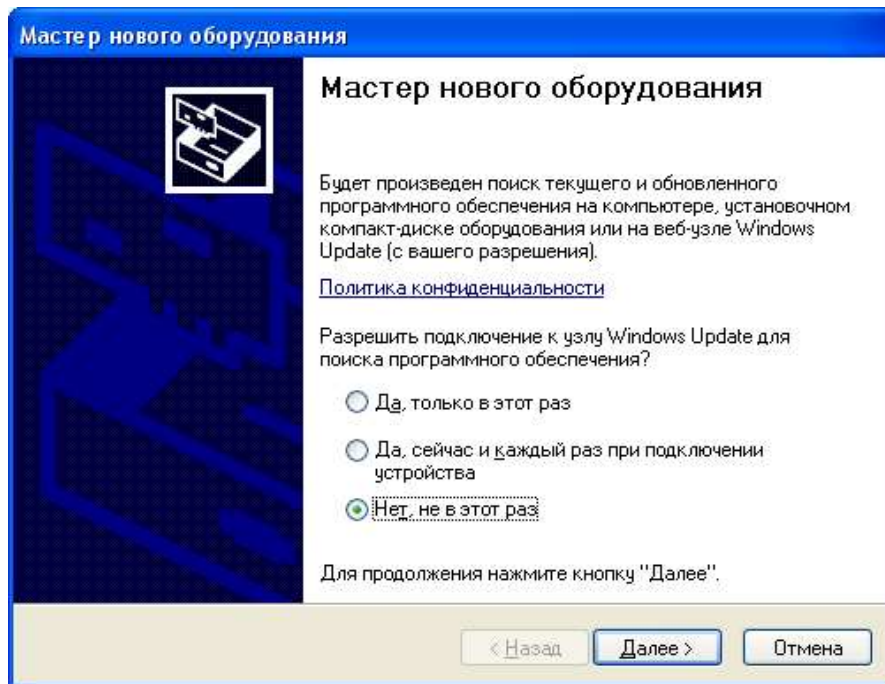 Мастер нового оборудования
Мастер нового оборудования
Будет произведен поиск текущего и обновленного
программного обеспечения на компьютере, установочном
компакт-диске оборудования или на веб-узле Windows
Update (с вашего разрешения).
Политика конфиденциальности
Разрешить подключение к узлу Windows Update для
поиска программного обеспечения?
Да, только в этот раз
Да, сейчас и каждый раз при подключении
устройства
Нет, не в этот раз
Для продолжения нажмите кнопку "Далее".
< Назад
Далее >
Отмена